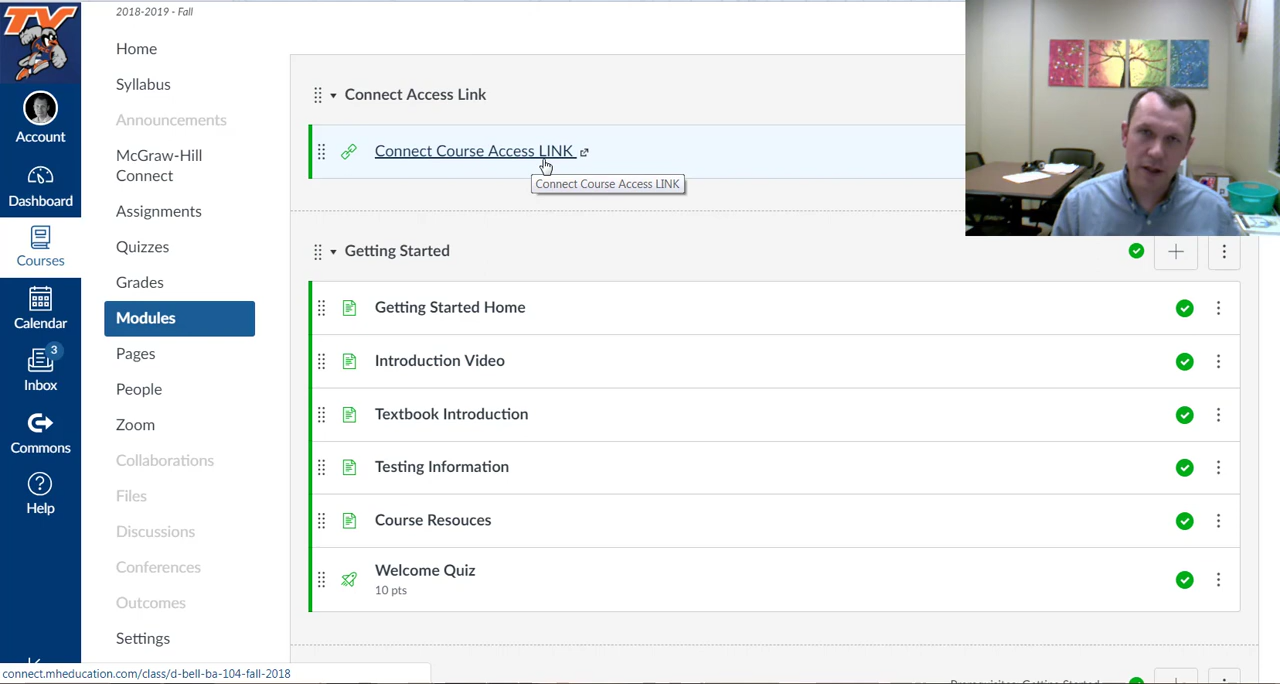 TV
2018-2019 - Fall
Home
Syllabus
Announcements
McGraw-Hill
Connect
Assignments
Quizzes
Grades
Modules
Pages
People
Zoom
Collaborations
Files
Discussions
Conferences
Outcomes
Settings
Account
Dashboard
Courses
Calendar
3
Inbox
Commons
Help
Connect Access Link
Connect Course Access LINK
Connect Course Access LINK
Getting Started
Getting Started Home
Introduction Video
Textbook Introduction
Testing Information
Course Resouces
Welcome Quiz
10 pts
Prerequisites: Getting Started
connect.mheducation.com/class/d-bell-ba-104-fall-2018